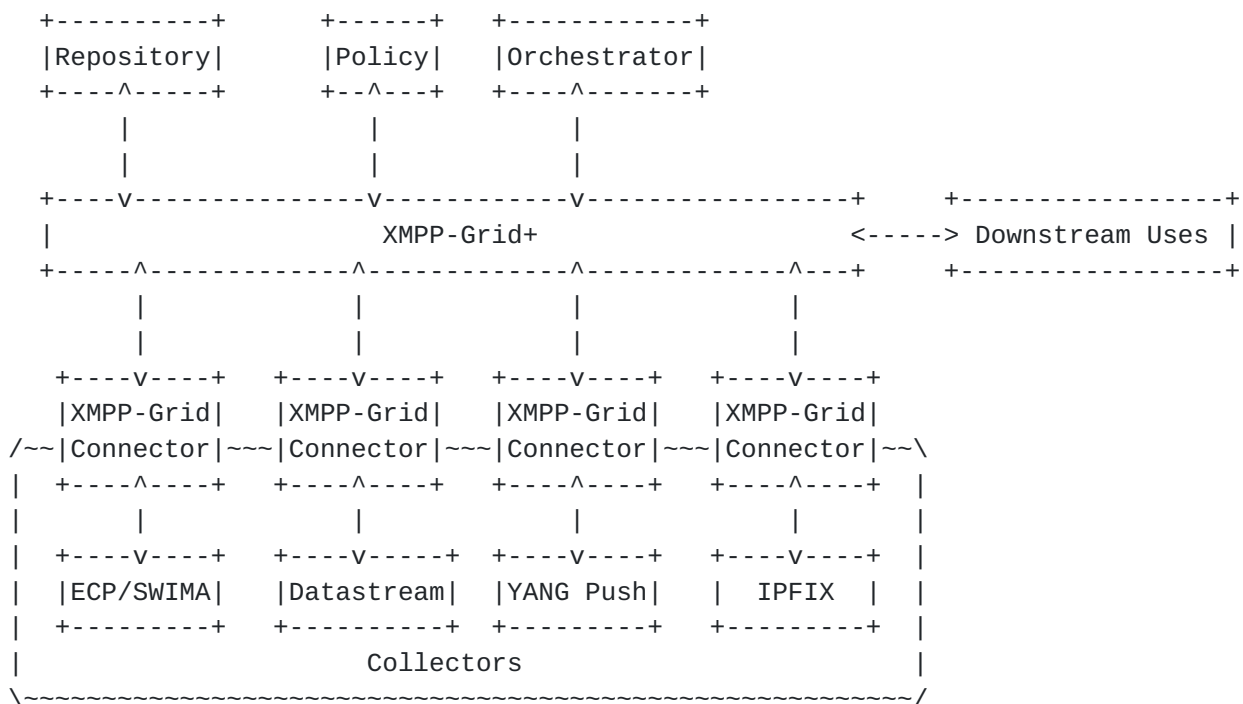 Repository Policy Orchestrator
XMPP-Grid+ Downstream Uses
XMPP-Grid XMPP-Grid XMPP-Grid XMPP-Grid
Connector Connector Connector Connector
ECP/SWIMA Datastream YANG Push IPFIX
Collectors